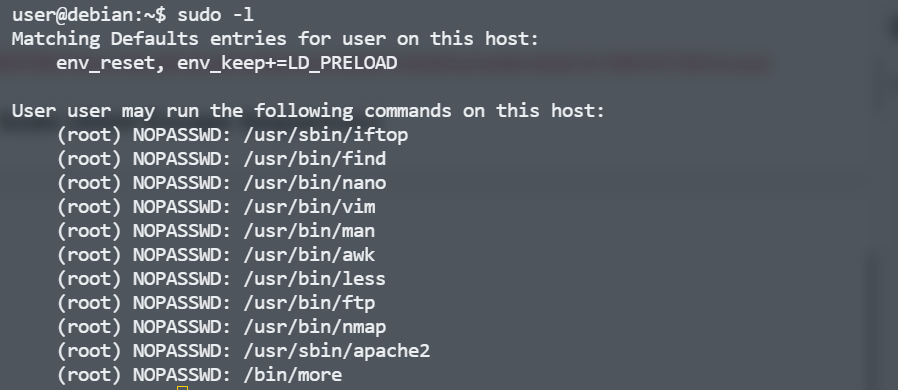 user@debian:~$ sudo -l
Matching Defaults entries for user on this host:
    env_reset, env_keep+=LD_PRELOAD

User user may run the following commands on this host:
    (root) NOPASSWD: /usr/sbin/iftop
    (root) NOPASSWD: /usr/bin/find
    (root) NOPASSWD: /usr/bin/nano
    (root) NOPASSWD: /usr/bin/vim
    (root) NOPASSWD: /usr/bin/man
    (root) NOPASSWD: /usr/bin/awk
    (root) NOPASSWD: /usr/bin/less
    (root) NOPASSWD: /usr/bin/ftp
    (root) NOPASSWD: /usr/bin/nmap
    (root) NOPASSWD: /usr/sbin/apache2
    (root) NOPASSWD: /bin/more